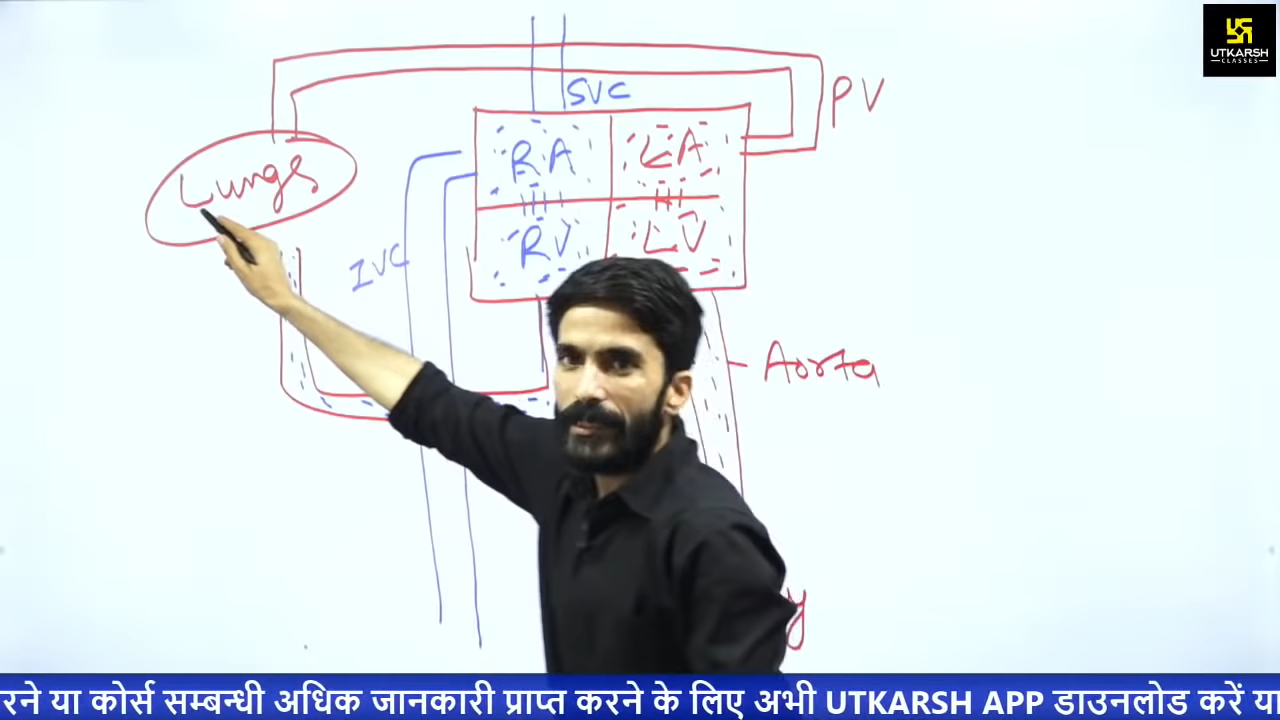 UTKARSH
CLASSES
SVC
PV
RA
LA
Lungs
RV
LV
IVC
Aorta
y
रने या कोर्स सम्बन्धी अधिक जानकारी प्राप्त करने के लिए अभी UTKARSH APP डाउनलोड करें या